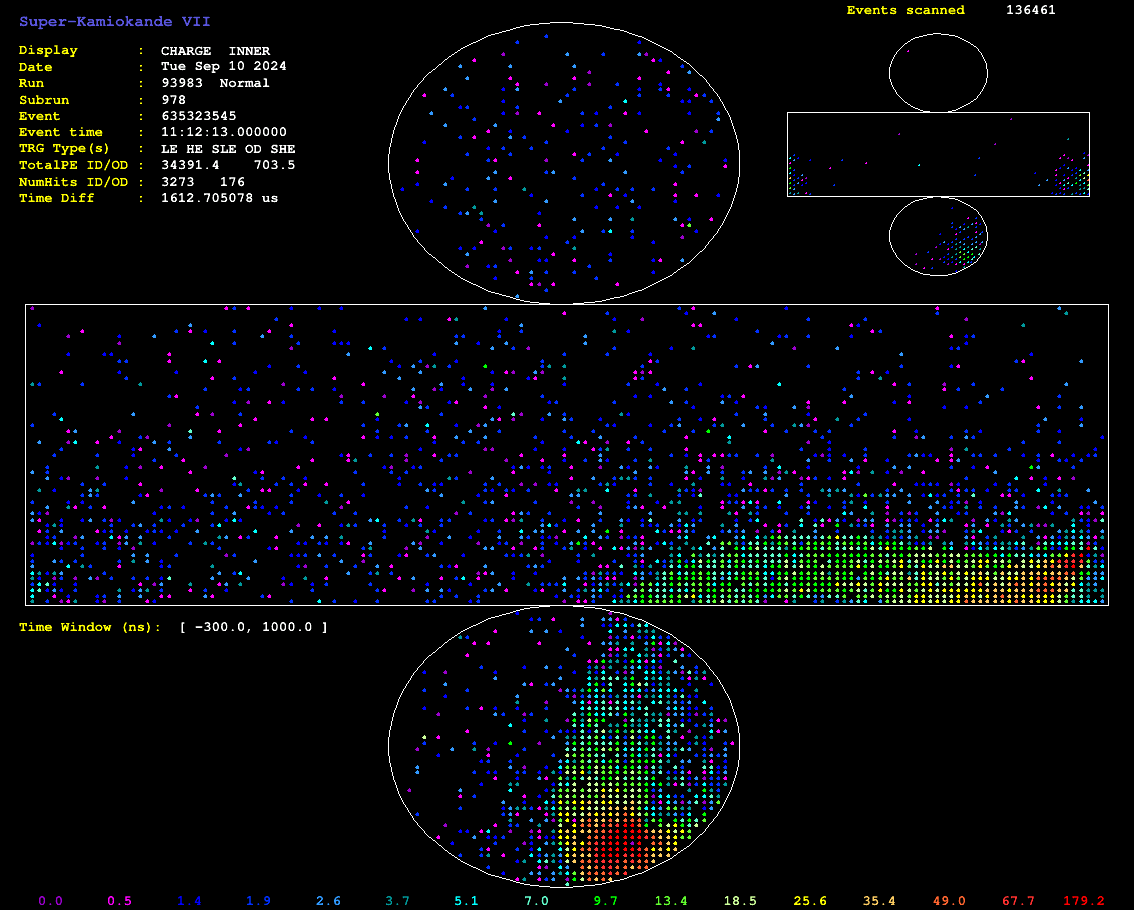 Super-Kamiokande VII
Events scanned 136461
Display : CHARGE INNER
Date : Tue Sep 10 2024
Run : 93983 Normal
Subrun : 978
Event : 635323545
Event time : 11:12:13.000000
TRG Type(s) : LE HE SLE OD SHE
TotalPE ID/OD : 34391.4 703.5
NumHits ID/OD : 3273 176
Time Diff : 1612.705078 us
Time Window (ns): [ -300.0, 1000.0 ]
0.0 0.5 1.4 1.9 2.6 3.7 5.1 7.0 9.7 13.4 18.5 25.6 35.4 49.0 67.7 179.2